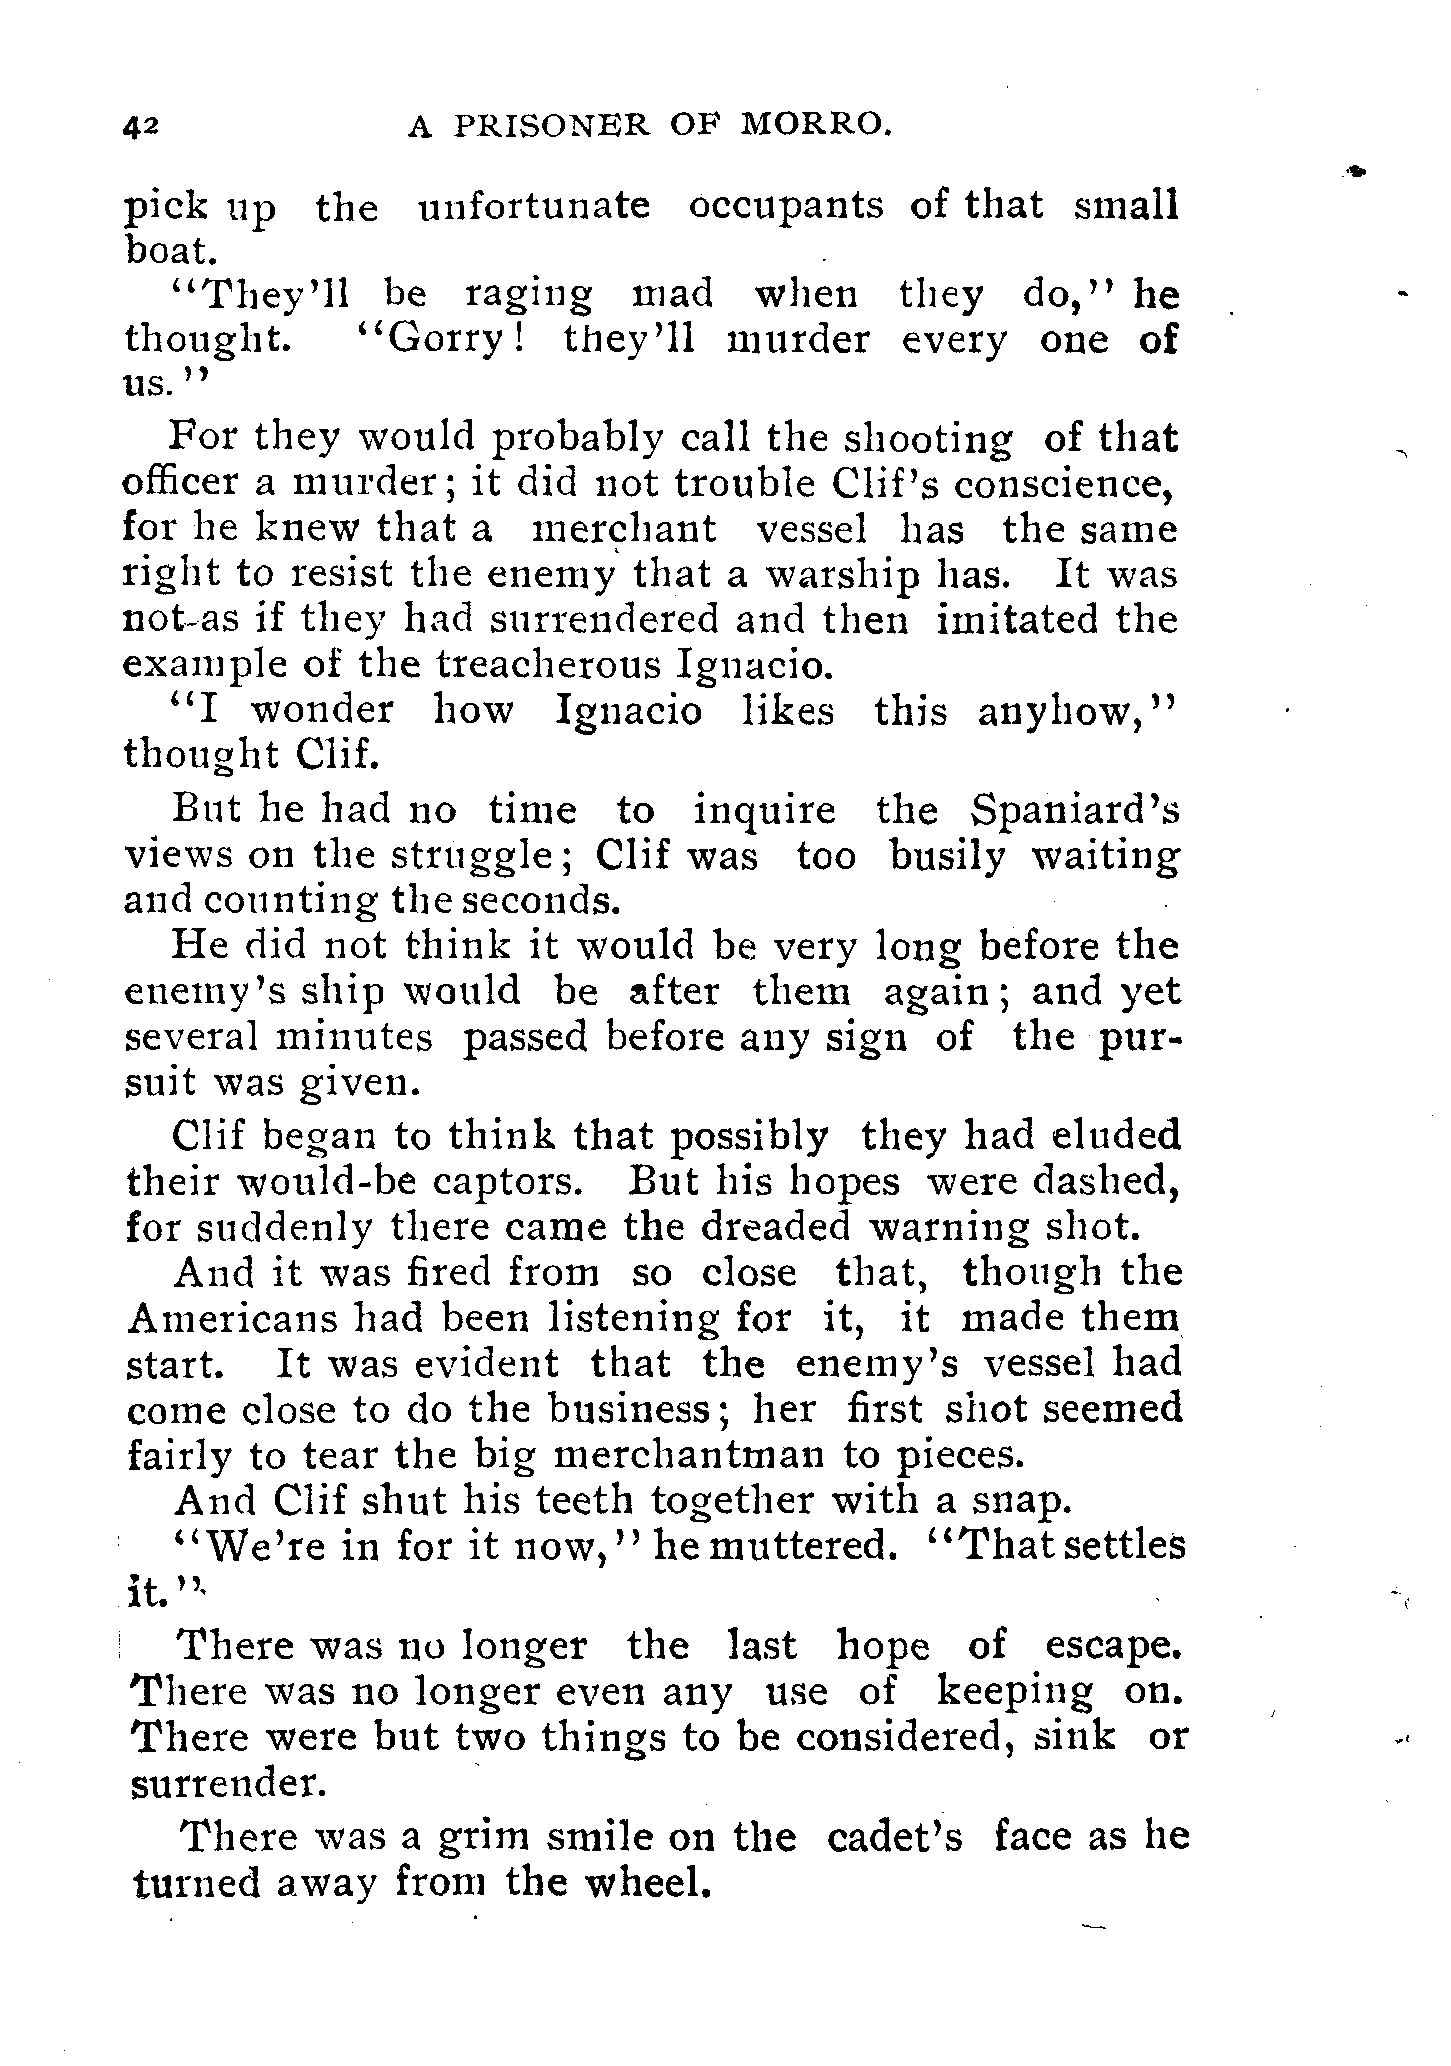 42 A PRISONER OF MORRO.
pick up the unfortunate occupants of that small
boat.
“They’ll be raging mad when they do,” he
thought. “Gorry! they’ll murder every one of
us.”
For they would probably call the shooting of that
officer a murder; it did not trouble Clif’s conscience,
for he knew that a merchant vessel has the same
right to resist the enemy that a warship has. It was
not as if they had surrendered and then imitated the
example of the treacherous Ignacio.
“I wonder how Ignacio likes this anyhow,”
thought Clif.
But he had no time to inquire the Spaniard’s
views on the struggle; Clif was too busily waiting
and counting the seconds.
He did not think it would be very long before the
enemy’s ship would be after them again; and yet
several minutes passed before any sign of the pur-
suit was given.
Clif began to think that possibly they had eluded
their would-be captors. But his hopes were dashed,
for suddenly there came the dreaded warning shot.
And it was fired from so close that, though the
Americans had been listening for it, it made them
start. It was evident that the enemy’s vessel had
come close to do the business; her first shot seemed
fairly to tear the big merchantman to pieces.
And Clif shut his teeth together with a snap.
“We’re in for it now,” he muttered. “That settles
it.”
There was no longer the last hope of escape.
There was no longer even any use of keeping on.
There were but two things to be considered, sink or
surrender.
There was a grim smile on the cadet’s face as he
turned away from the wheel.